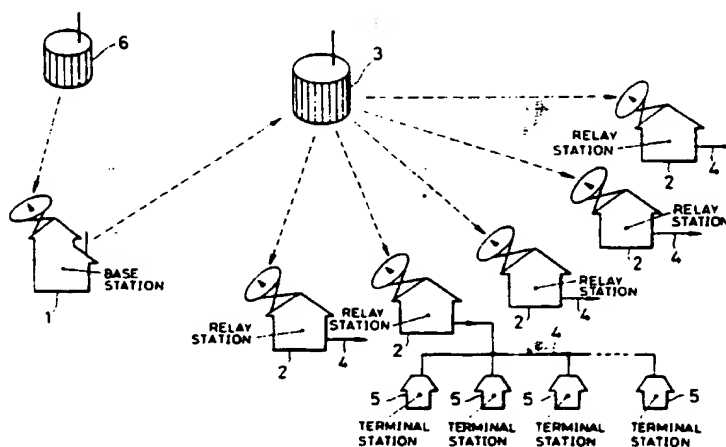 6
3
RELAY
STATION
2
4
RELAY
STATION
2
4
BASE
STATION
1
RELAY
STATION
2
4
RELAY
STATION
2
RELAY
STATION
2
4
4
5
5
5
5
TERMINAL
STATION
TERMINAL
STATION
TERMINAL
STATION
TERMINAL
STATION